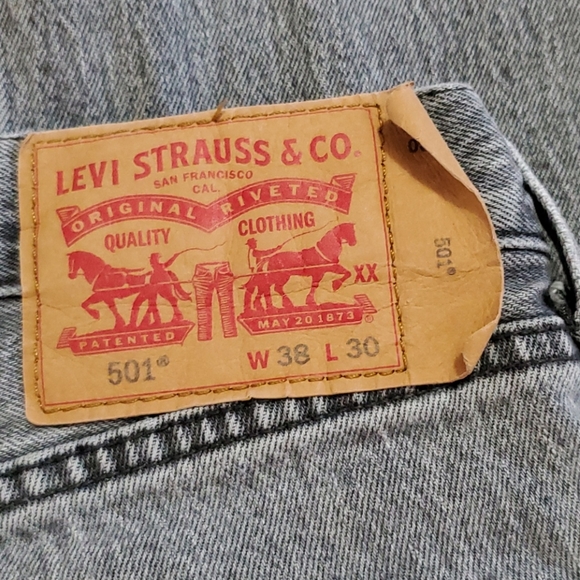 LEVI STRAUSS & CO.
SAN FRANCISCO
CAL.
ORIGINAL RIVETED
QUALITY CLOTHING
XX
PATENTED MAY 20 1873
501® W 38 L 30
501®